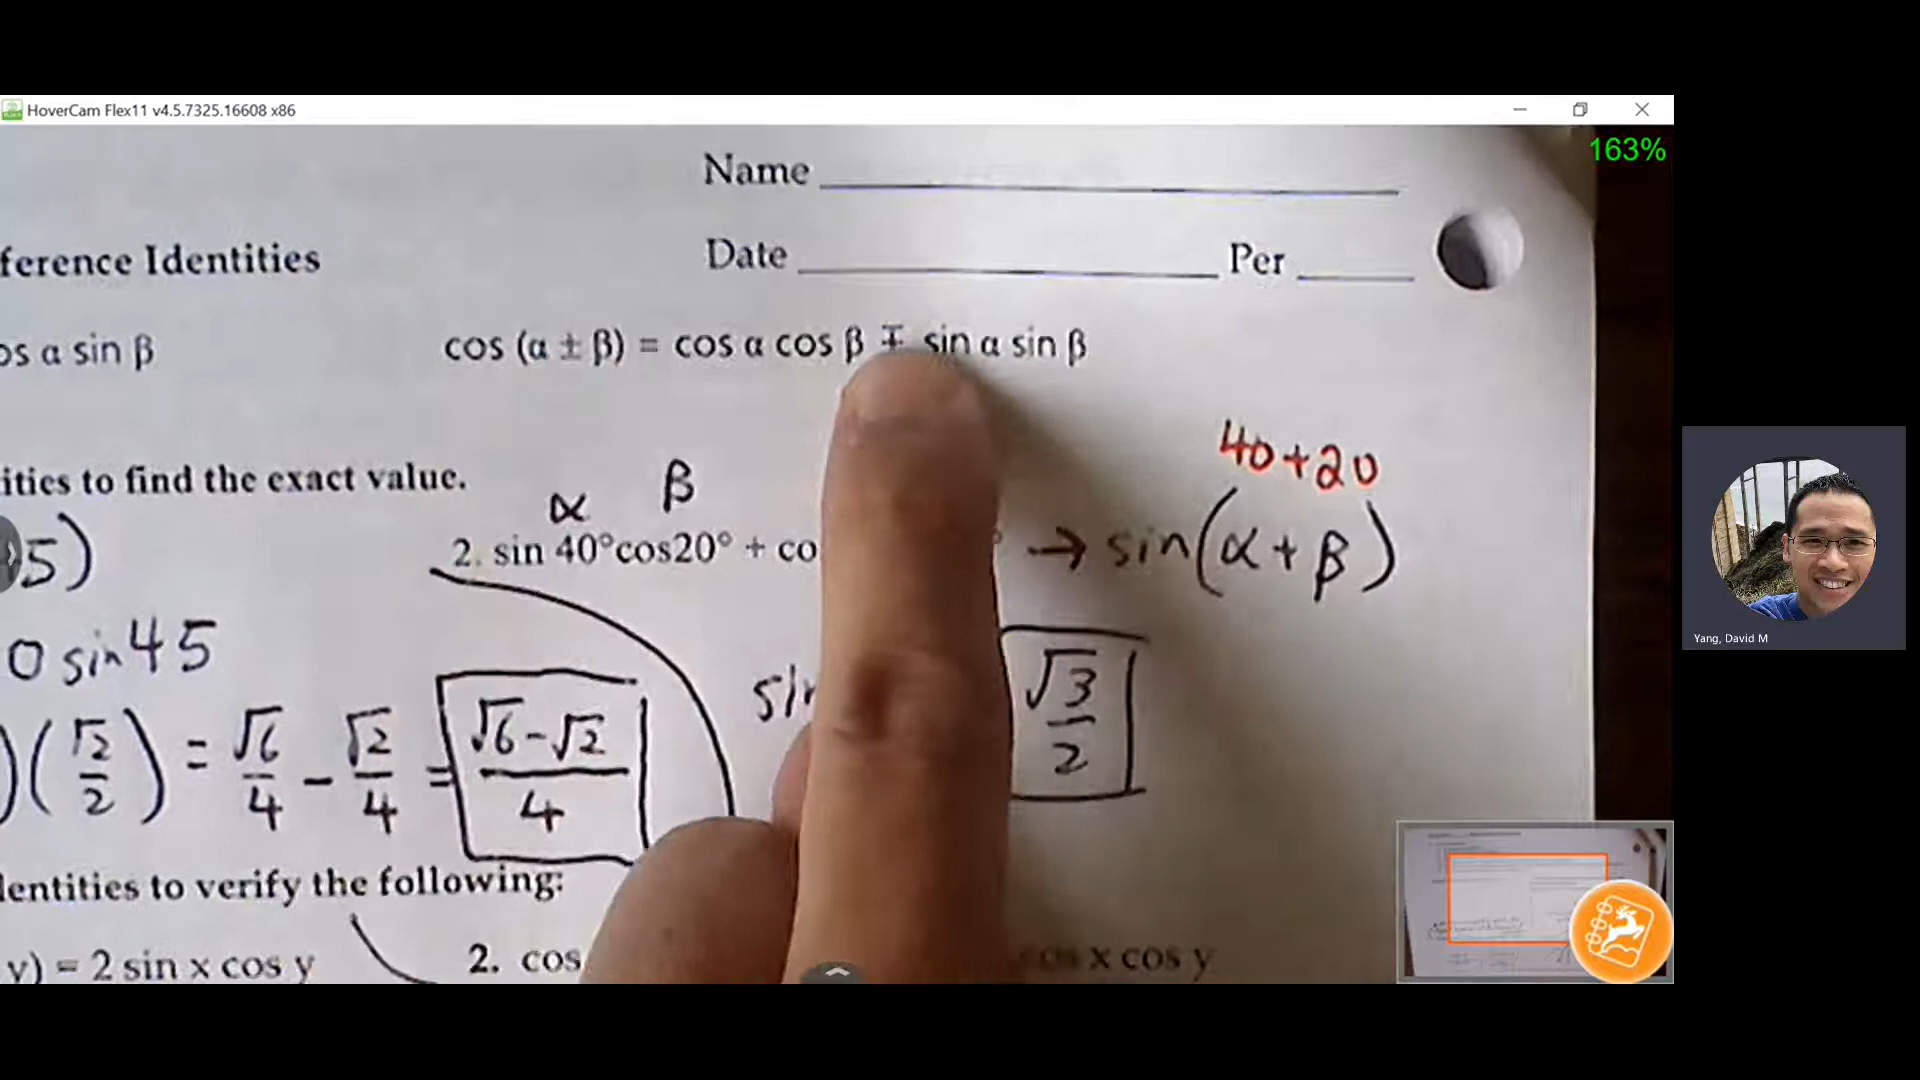 HoverCam Flex11 v4.5.7325.16608 x86
163%
Name
Date Per
ference Identities
os α sin β
cos (α ± β) = cos α cos β ∓ sin α sin β
40+20
ities to find the exact value.
α β
5)
2. sin 40°cos20° + co
→ sin(α + β)
0 sin 45
sin
√3/2
)(√2/2) = √6/4 - √2/4 = √6-√2/4
dentities to verify the following:
y) = 2 sin x cos y
2. cos
cos x cos y
Yang, David M